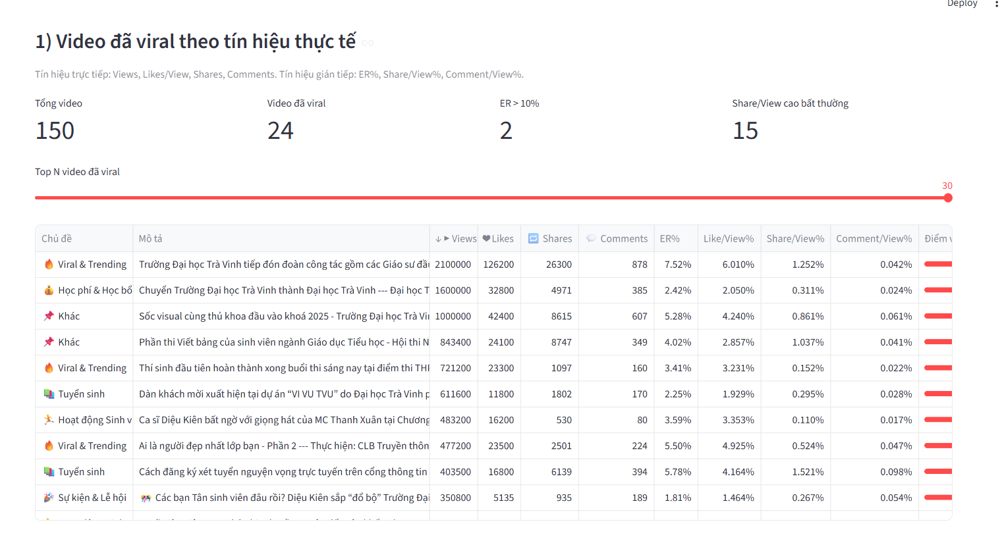 Deploy
1) Video đã viral theo tín hiệu thực tế
Tín hiệu trực tiếp: Views, Likes/View, Shares, Comments. Tín hiệu gián tiếp: ER%, Share/View%, Comment/View%.
Tổng video Video đã viral ER > 10% Share/View cao bất thường
150 24 2 15
Top N video đã viral
30
Chủ đề Mô tả ↓ ▶ Views ❤ Likes 🔁 Shares 💬 Comments ER% Like/View% Share/View% Comment/View% Điểm
🔥 Viral & Trending Trường Đại học Trà Vinh tiếp đón đoàn công tác gồm các Giáo sư đầu 2100000 126200 26300 878 7.52% 6.010% 1.252% 0.042%
💰 Học phí & Học bổ Chuyển Trường Đại học Trà Vinh thành Đại học Trà Vinh --- Đại học T 1600000 32800 4971 385 2.42% 2.050% 0.311% 0.024%
📌 Khác Sốc visual cùng thủ khoa đầu vào khoá 2025 - Trường Đại học Trà Vi 1000000 42400 8615 607 5.28% 4.240% 0.861% 0.061%
📌 Khác Phần thi Viết bảng của sinh viên ngành Giáo dục Tiểu học - Hội thi N 843400 24100 8747 349 4.02% 2.857% 1.037% 0.041%
🔥 Viral & Trending Thí sinh đầu tiên hoàn thành xong buổi thi sáng nay tại điểm thi TH 721200 23300 1097 160 3.41% 3.231% 0.152% 0.022%
📚 Tuyển sinh Dàn khách mời xuất hiện tại dự án “VI VU TVU” do Đại học Trà Vinh p 611600 11800 1802 170 2.25% 1.929% 0.295% 0.028%
🏃 Hoạt động Sinh v Ca sĩ Diệu Kiên bất ngờ với giọng hát của MC Thanh Xuân tại Chương 483200 16200 530 80 3.59% 3.353% 0.110% 0.017%
🔥 Viral & Trending Ai là người đẹp nhất lớp bạn - Phần 2 --- Thực hiện: CLB Truyền thôn 477200 23500 2501 224 5.50% 4.925% 0.524% 0.047%
📚 Tuyển sinh Cách đăng ký xét tuyển nguyện vọng trực tuyến trên cổng thông tin 403500 16800 6139 394 5.78% 4.164% 1.521% 0.098%
🎉 Sự kiện & Lễ hội 🎊 Các bạn Tân sinh viên đâu rồi? Diệu Kiên sắp “đổ bộ” Trường Đại 350800 5135 935 189 1.81% 1.464% 0.267% 0.054%